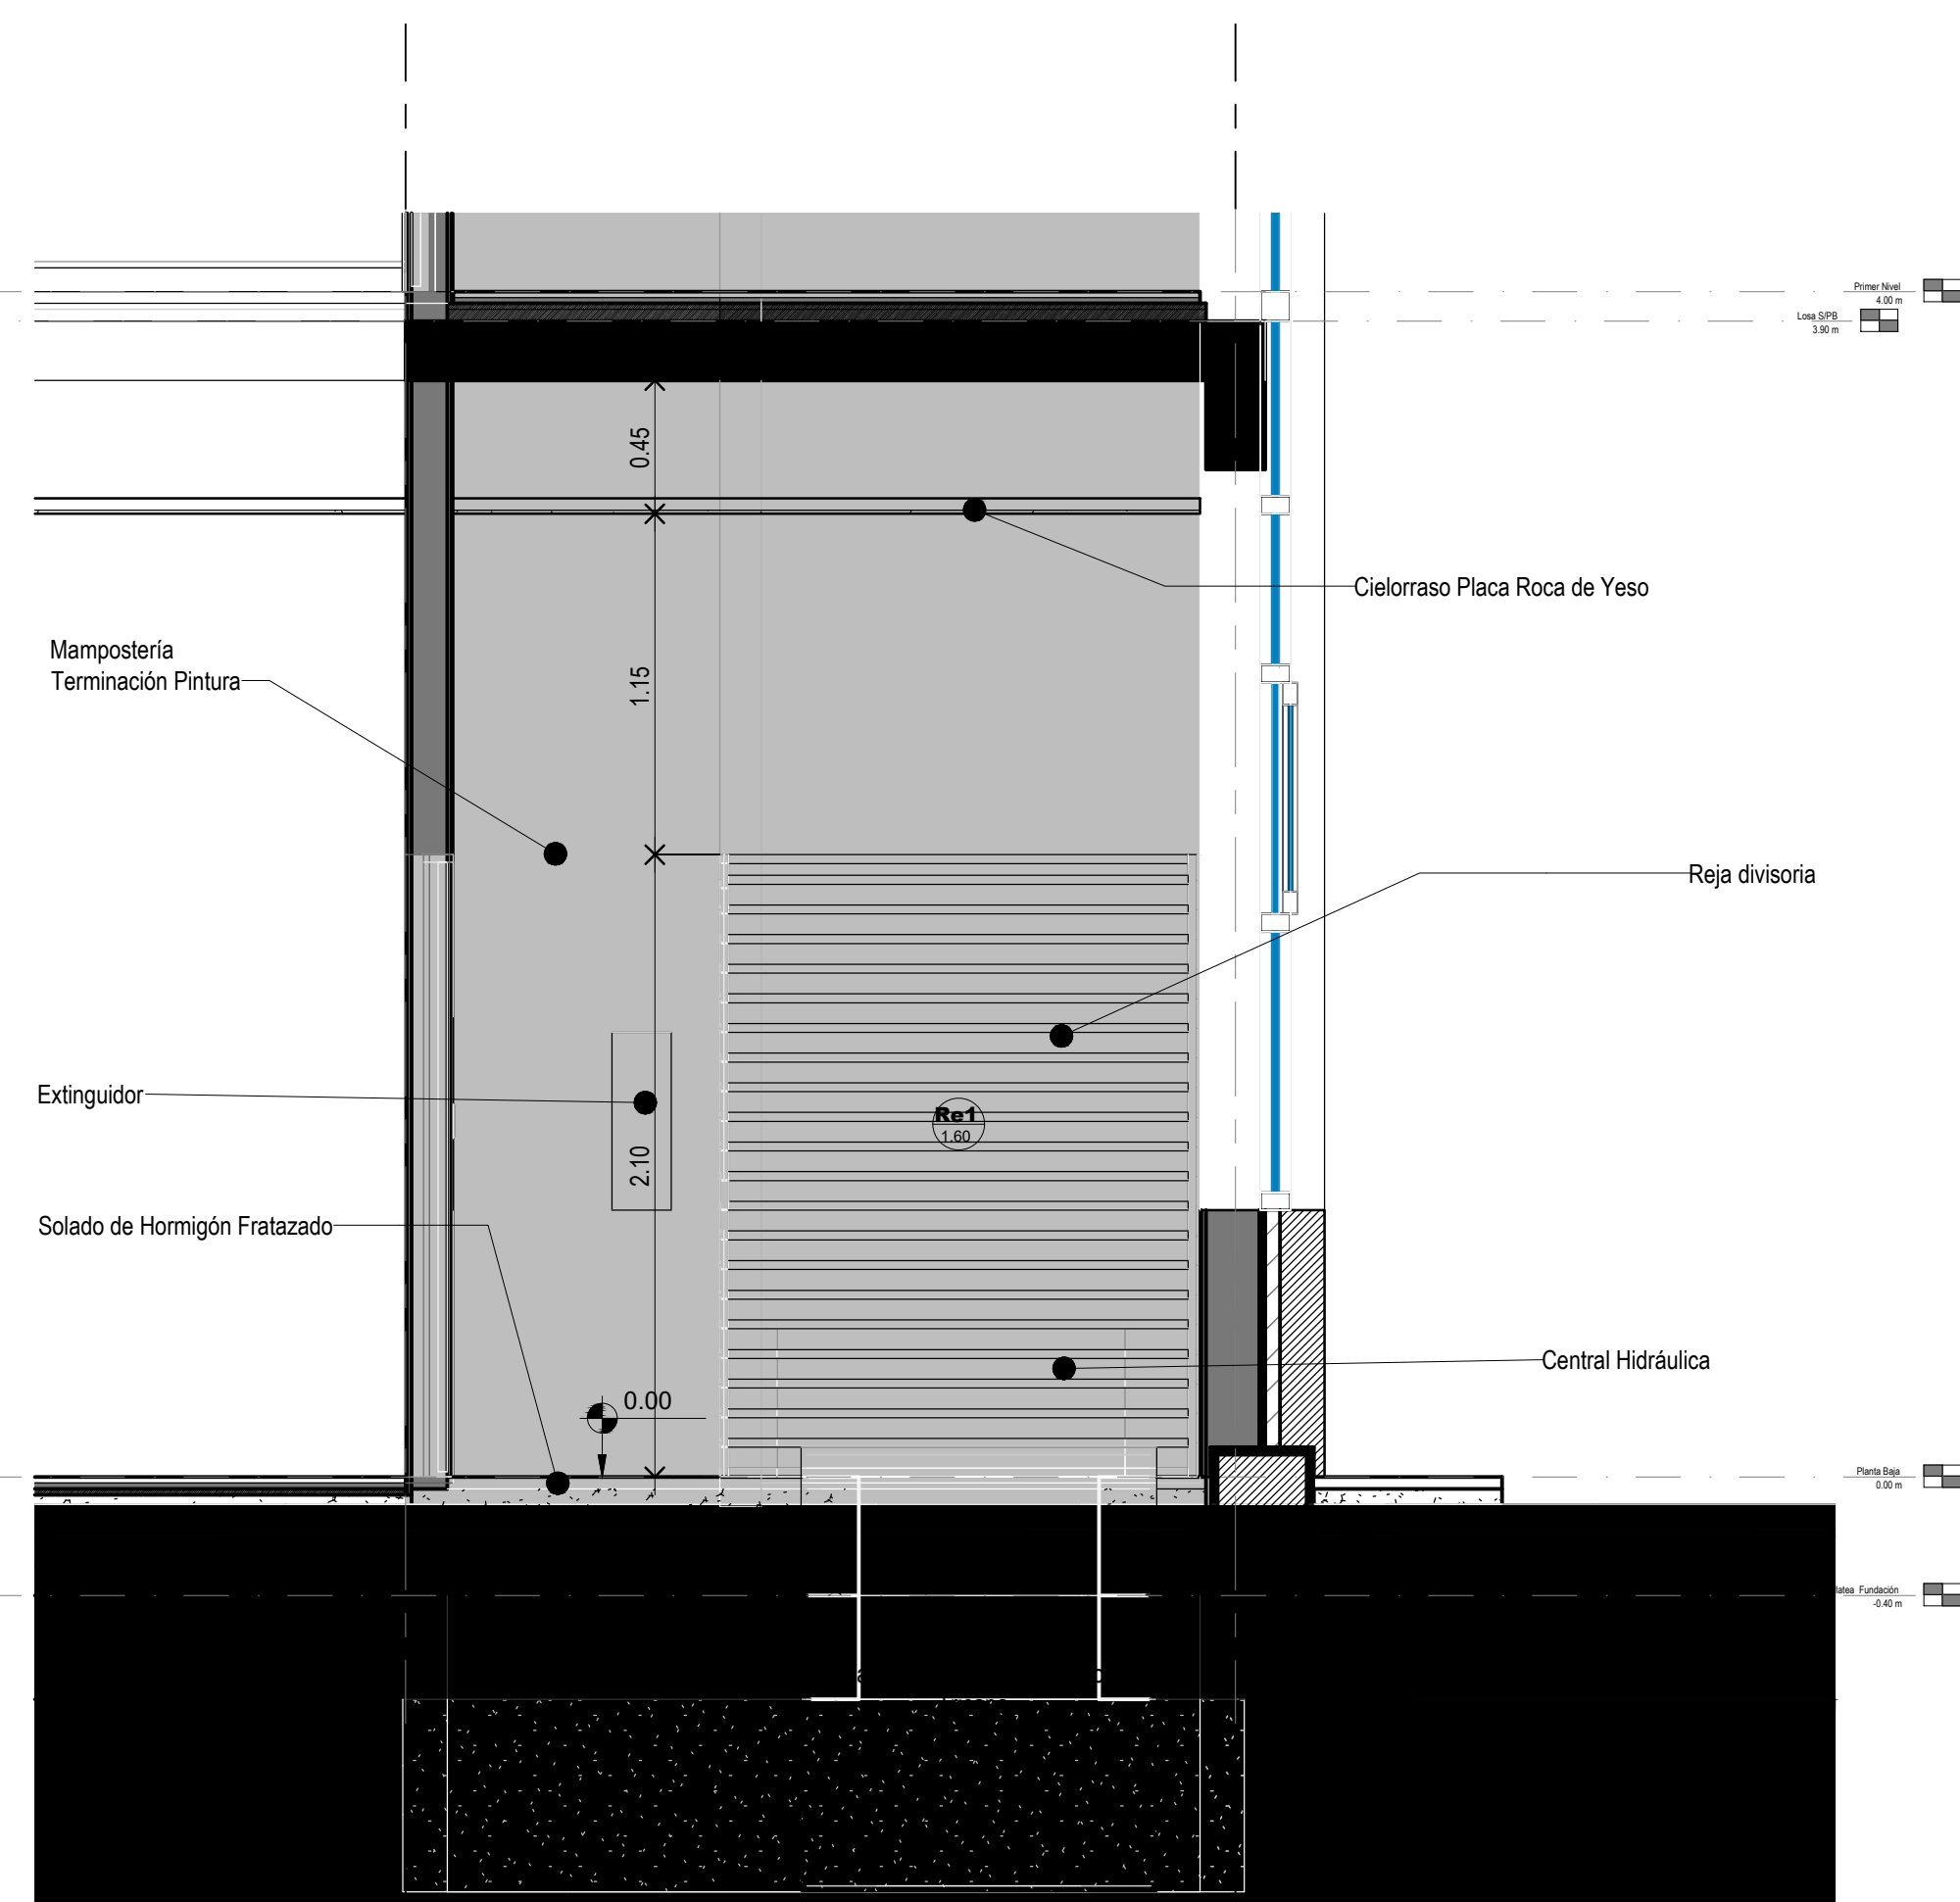 Primer Nivel
4.00 m
Losa S/PB
3.90 m
0.45
Cielorraso Placa Roca de Yeso
Mampostería
Terminación Pintura
1.15
Reja divisoria
Extinguidor
Re1
1.60
2.10
Solado de Hormigón Fratazado
Central Hidráulica
0.00
Planta Baja
0.00 m
latea Fundación
-0.40 m